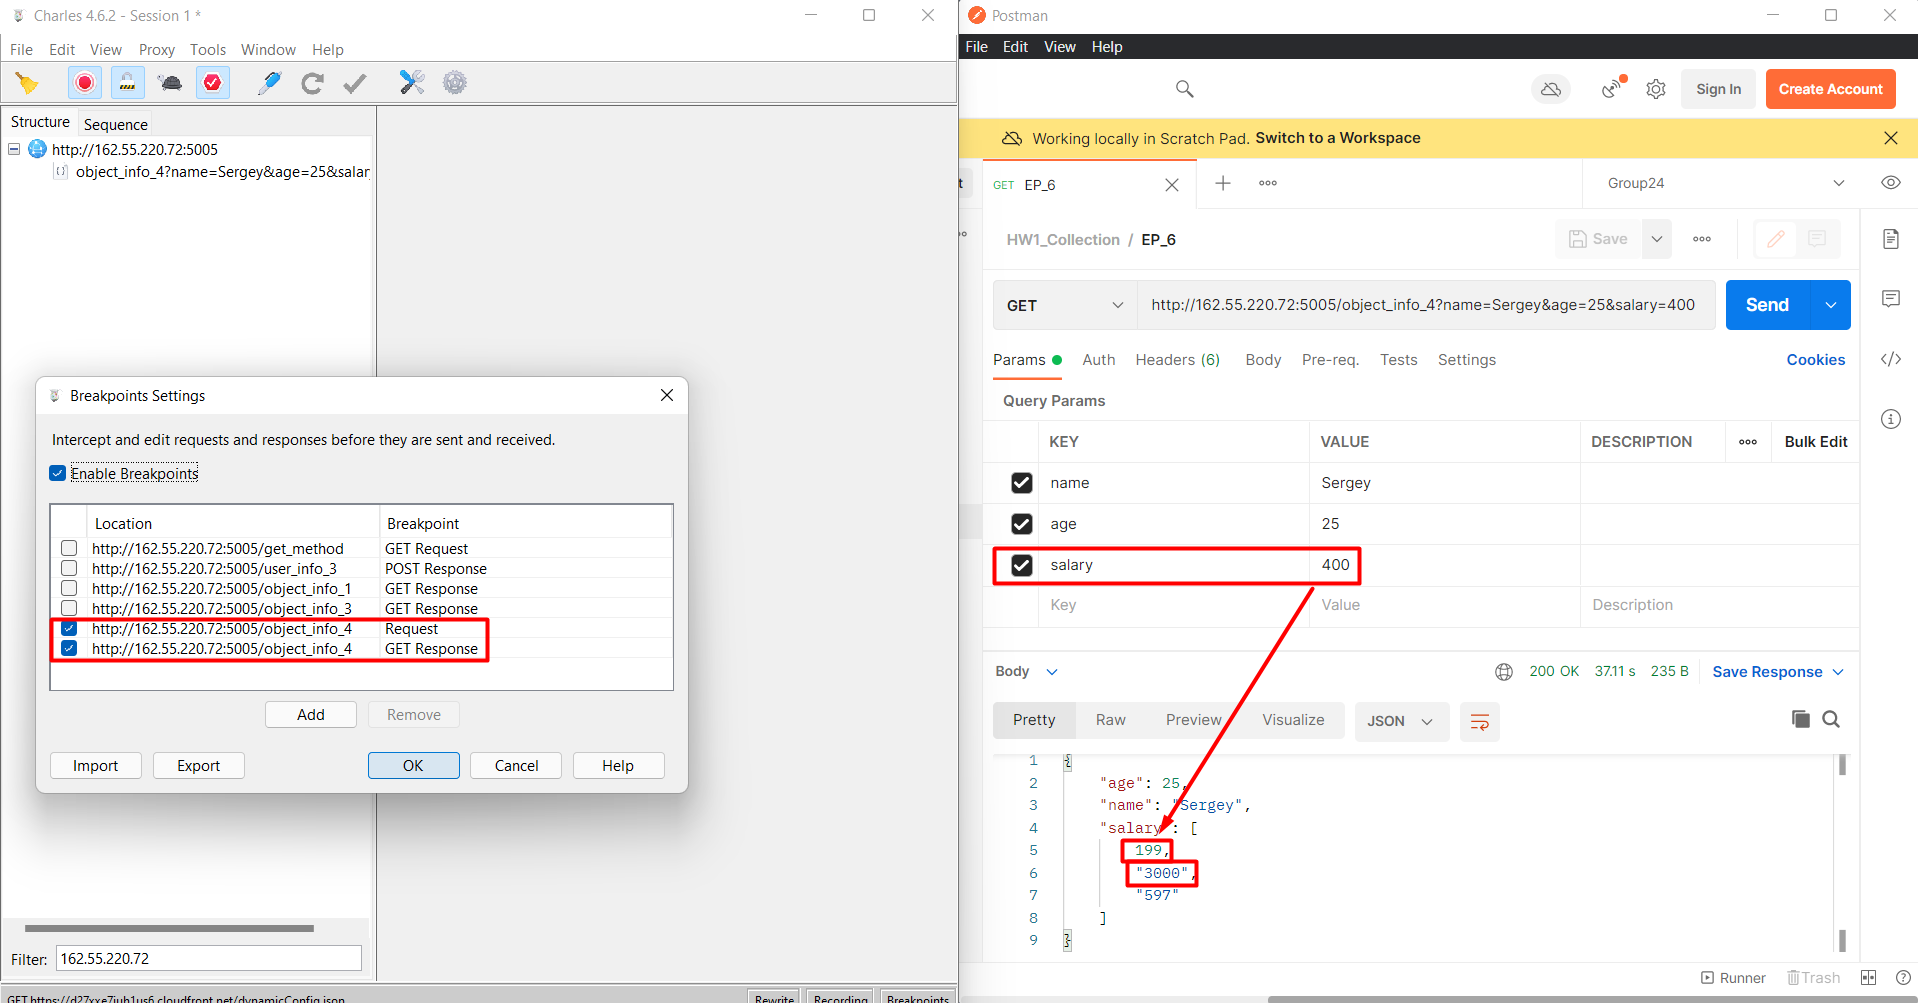 Charles 4.6.2 - Session 1 *
File Edit View Proxy Tools Window Help
Structure Sequence
http://162.55.220.72:5005
object_info_4?name=Sergey&age=25&salar
Breakpoints Settings
Intercept and edit requests and responses before they are sent and received.
Enable Breakpoints
Location Breakpoint
http://162.55.220.72:5005/get_method GET Request
http://162.55.220.72:5005/user_info_3 POST Response
http://162.55.220.72:5005/object_info_1 GET Response
http://162.55.220.72:5005/object_info_3 GET Response
http://162.55.220.72:5005/object_info_4 Request
http://162.55.220.72:5005/object_info_4 GET Response
Add Remove
Import Export OK Cancel Help
Filter: 162.55.220.72
GET https://d27xxe7juh1us6.cloudfront.net/dynamicConfig.json
Rewrite Recording Breakpoints
Postman
File Edit View Help
Sign In Create Account
Working locally in Scratch Pad. Switch to a Workspace
t GET EP_6 Group24
HW1_Collection / EP_6 Save
GET http://162.55.220.72:5005/object_info_4?name=Sergey&age=25&salary=400 Send
Params Auth Headers (6) Body Pre-req. Tests Settings Cookies
Query Params
KEY VALUE DESCRIPTION Bulk Edit
name Sergey
age 25
salary 400
Key Value Description
Body 200 OK 37.11 s 235 B Save Response
Pretty Raw Preview Visualize JSON
1 {
2 "age": 25,
3 "name": "Sergey",
4 "salary": [
5 199,
6 "3000",
7 "597"
8 ]
9 }
Runner Trash